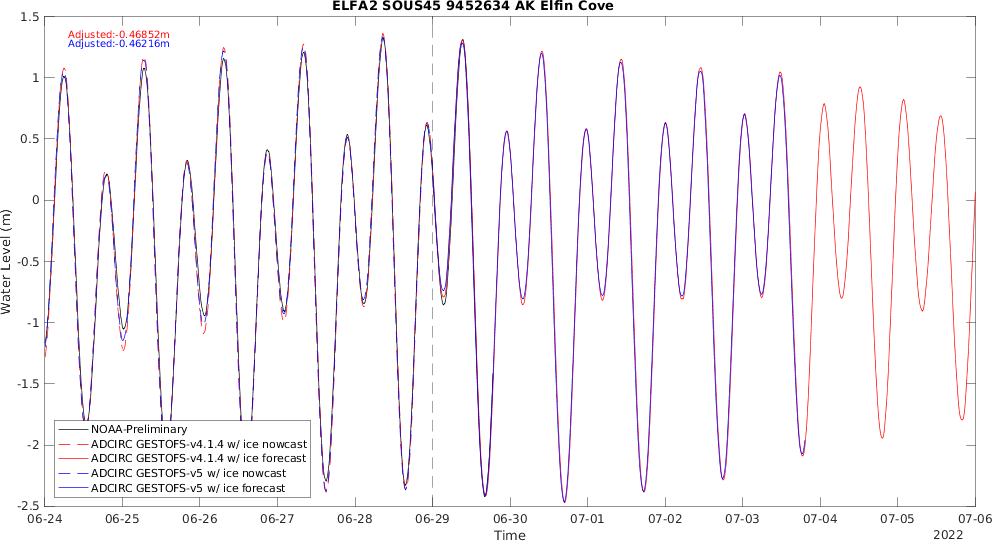 ELFA2 SOUS45 9452634 AK Elfin Cove
Adjusted:-0.46852m
Adjusted:-0.46216m
1.5
1
0.5
0
-0.5
-1
-1.5
-2
-2.5
Water Level (m)
NOAA-Preliminary
ADCIRC GESTOFS-v4.1.4 w/ ice nowcast
ADCIRC GESTOFS-v4.1.4 w/ ice forecast
ADCIRC GESTOFS-v5 w/ ice nowcast
ADCIRC GESTOFS-v5 w/ ice forecast
06-24 06-25 06-26 06-27 06-28 06-29 06-30 07-01 07-02 07-03 07-04 07-05 07-06
Time
2022